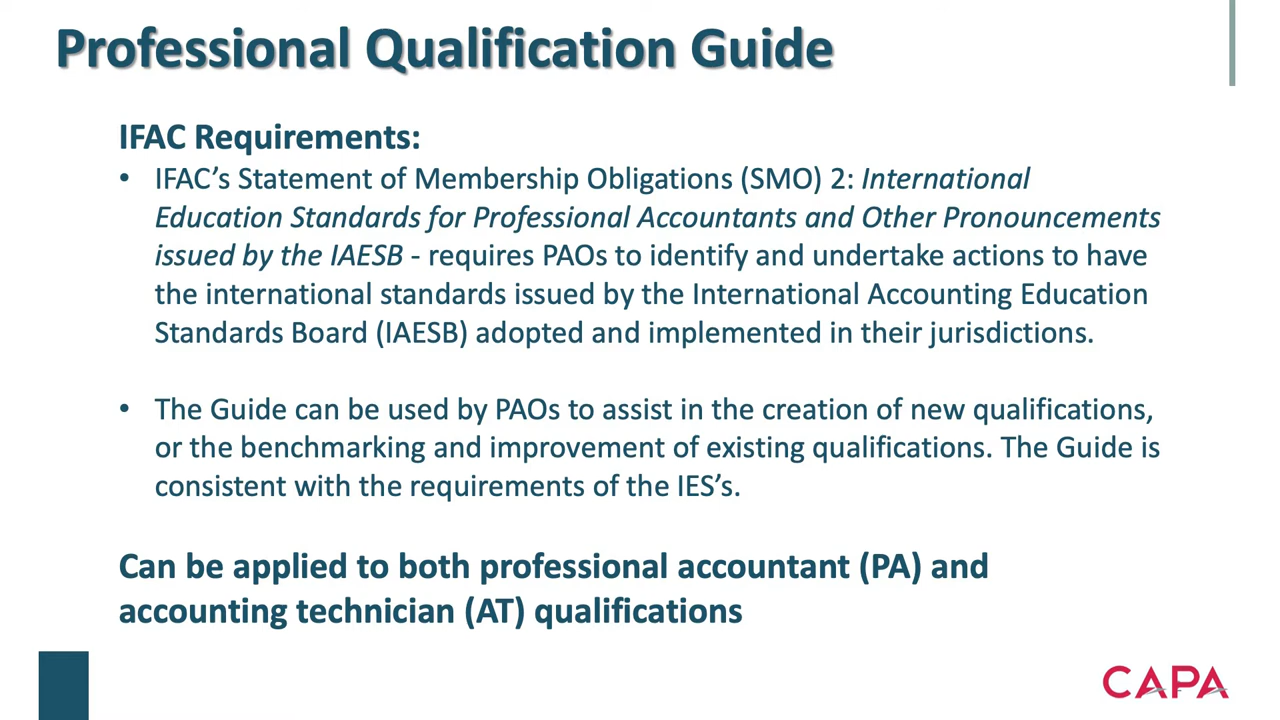 Professional Qualification Guide
IFAC Requirements:
• IFAC’s Statement of Membership Obligations (SMO) 2: International
Education Standards for Professional Accountants and Other Pronouncements
issued by the IAESB - requires PAOs to identify and undertake actions to have
the international standards issued by the International Accounting Education
Standards Board (IAESB) adopted and implemented in their jurisdictions.
• The Guide can be used by PAOs to assist in the creation of new qualifications,
or the benchmarking and improvement of existing qualifications. The Guide is
consistent with the requirements of the IES’s.
Can be applied to both professional accountant (PA) and
accounting technician (AT) qualifications
CAPA